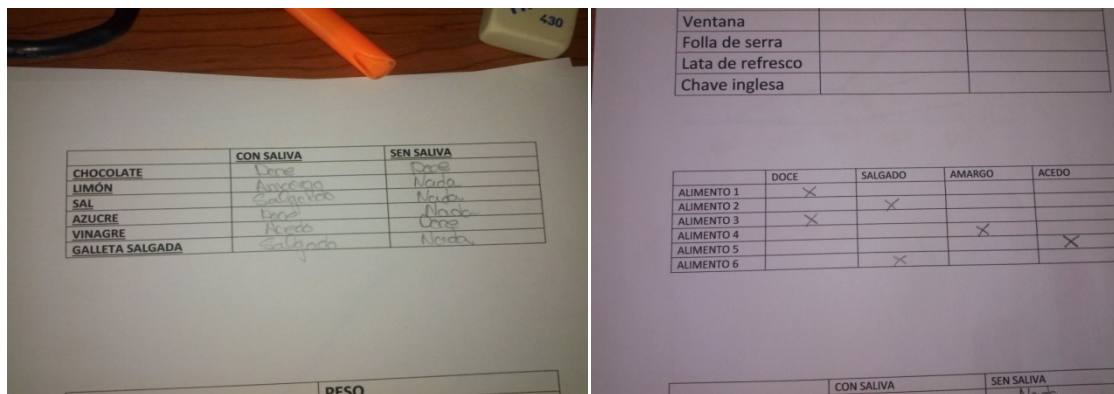 430
CON SALIVA SEN SALIVA
CHOCOLATE Doce Doce
LIMÓN Nada
SAL Salgado Nada
AZUCRE Doce Nada
VINAGRE Acedo Doce
GALLETA SALGADA Salgado Nada
PESO
Ventana
Folla de serra
Lata de refresco
Chave inglesa
DOCE SALGADO AMARGO ACEDO
ALIMENTO 1 X
ALIMENTO 2 X
ALIMENTO 3 X
ALIMENTO 4 X
ALIMENTO 5 X
ALIMENTO 6 X
CON SALIVA SEN SALIVA
Nada